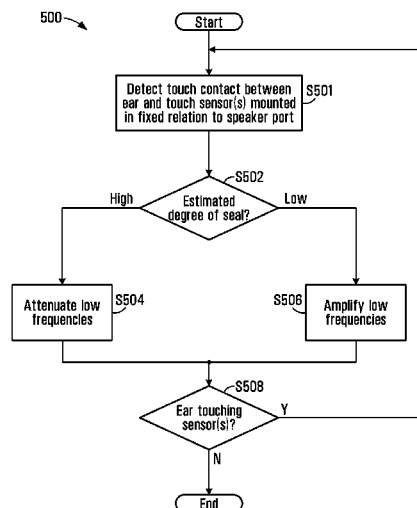 500
Start
Detect touch contact between
ear and touch sensor(s) mounted
in fixed relation to speaker port
S501
S502
Estimated
degree of seal?
High
Low
Attenuate low
frequencies
S504
S506
Amplify low
frequencies
S508
Ear touching
sensor(s)?
Y
N
End